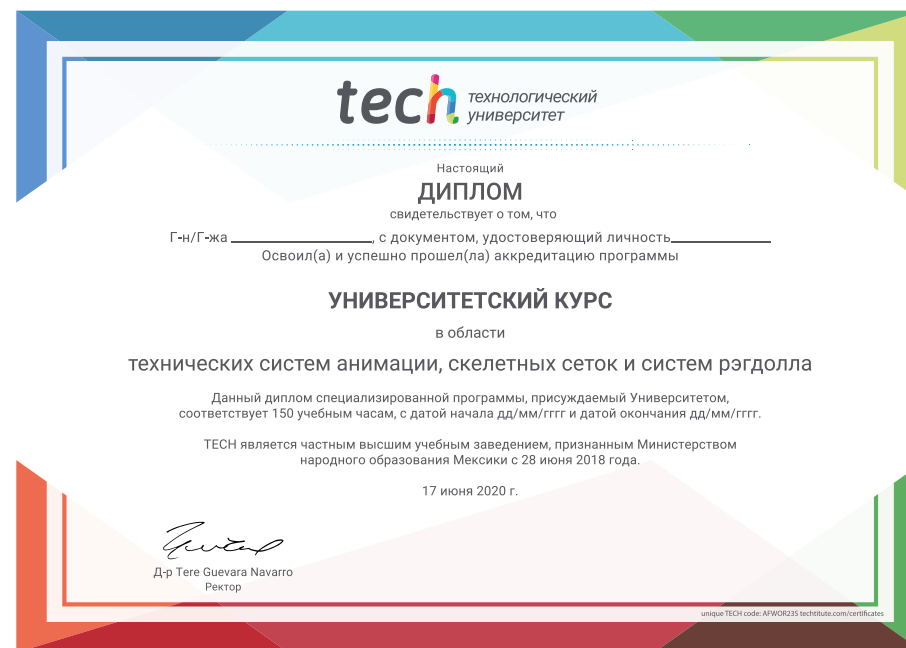 tech технологический
университет
Настоящий
ДИПЛОМ
свидетельствует о том, что
Г-н/Г-жа ____________________, с документом, удостоверяющий личность______________
Освоил(а) и успешно прошел(ла) аккредитацию программы
УНИВЕРСИТЕТСКИЙ КУРС
в области
технических систем анимации, скелетных сеток и систем рэгдолла
Данный диплом специализированной программы, присуждаемый Университетом,
соответствует 150 учебным часам, с датой начала дд/мм/гггг и датой окончания дд/мм/гггг.
TECH является частным высшим учебным заведением, признанным Министерством
народного образования Мексики с 28 июня 2018 года.
17 июня 2020 г.
Д-р Tere Guevara Navarro
Ректор
unique TECH code: AFWOR23S techtitute.com/certificates